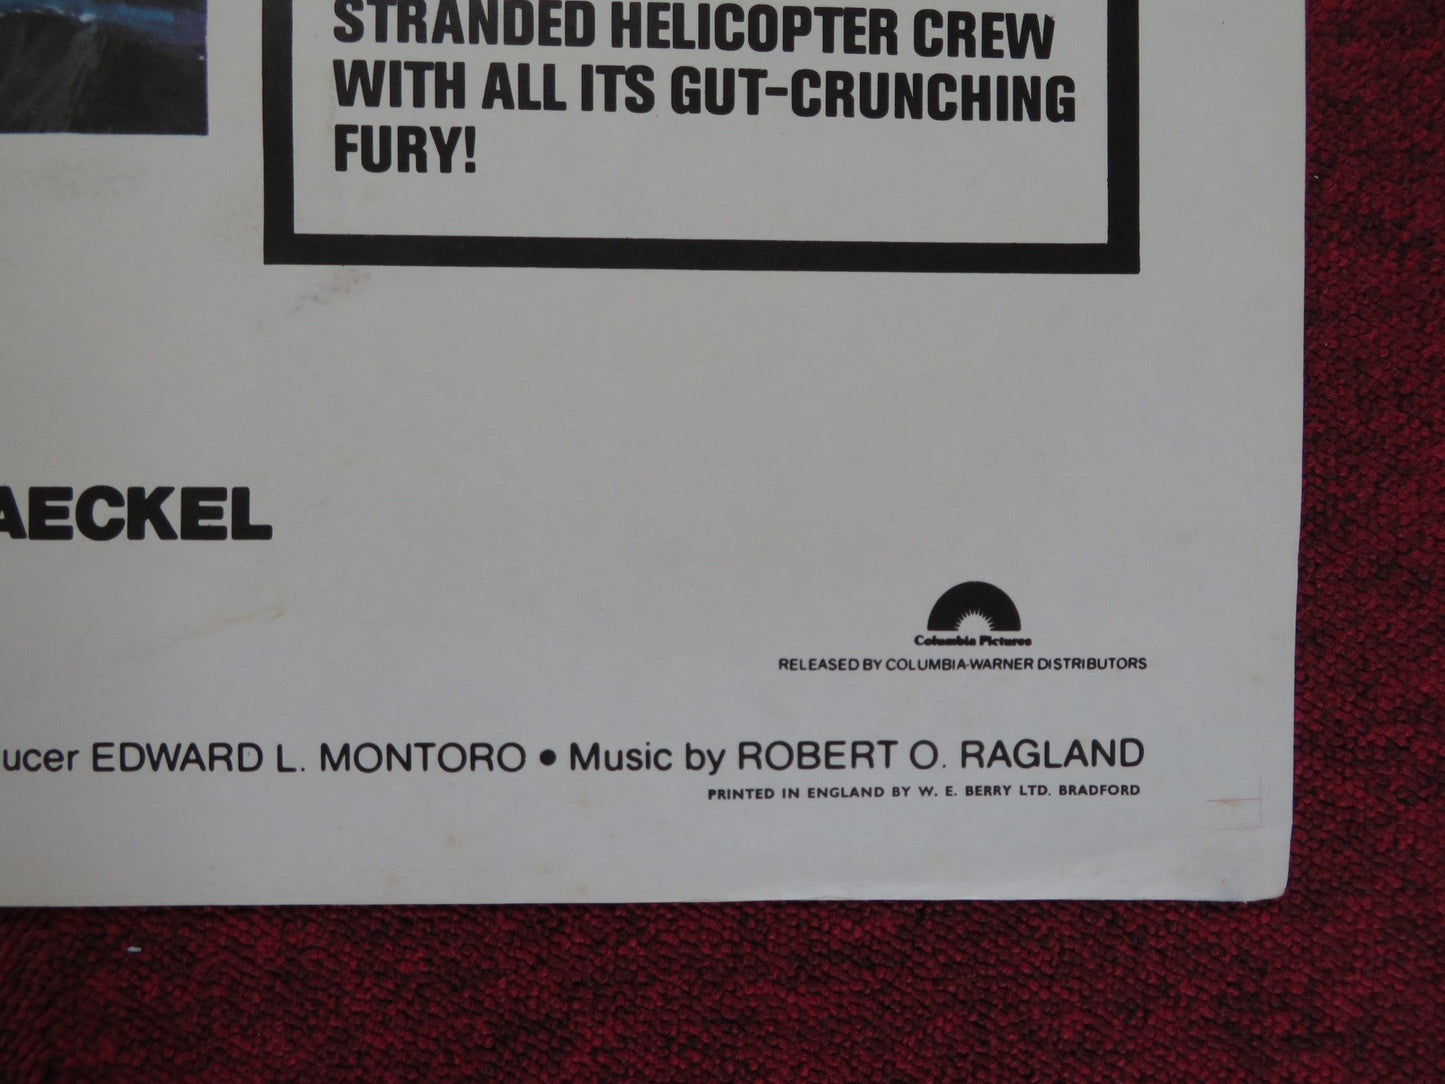 STRANDED HELICOPTER CREW
WITH ALL ITS GUT-CRUNCHING
FURY!
AECKEL
Columbia Pictures
RELEASED BY COLUMBIA-WARNER DISTRIBUTORS
ucer EDWARD L. MONTORO • Music by ROBERT O. RAGLAND
PRINTED IN ENGLAND BY W. E. BERRY LTD. BRADFORD